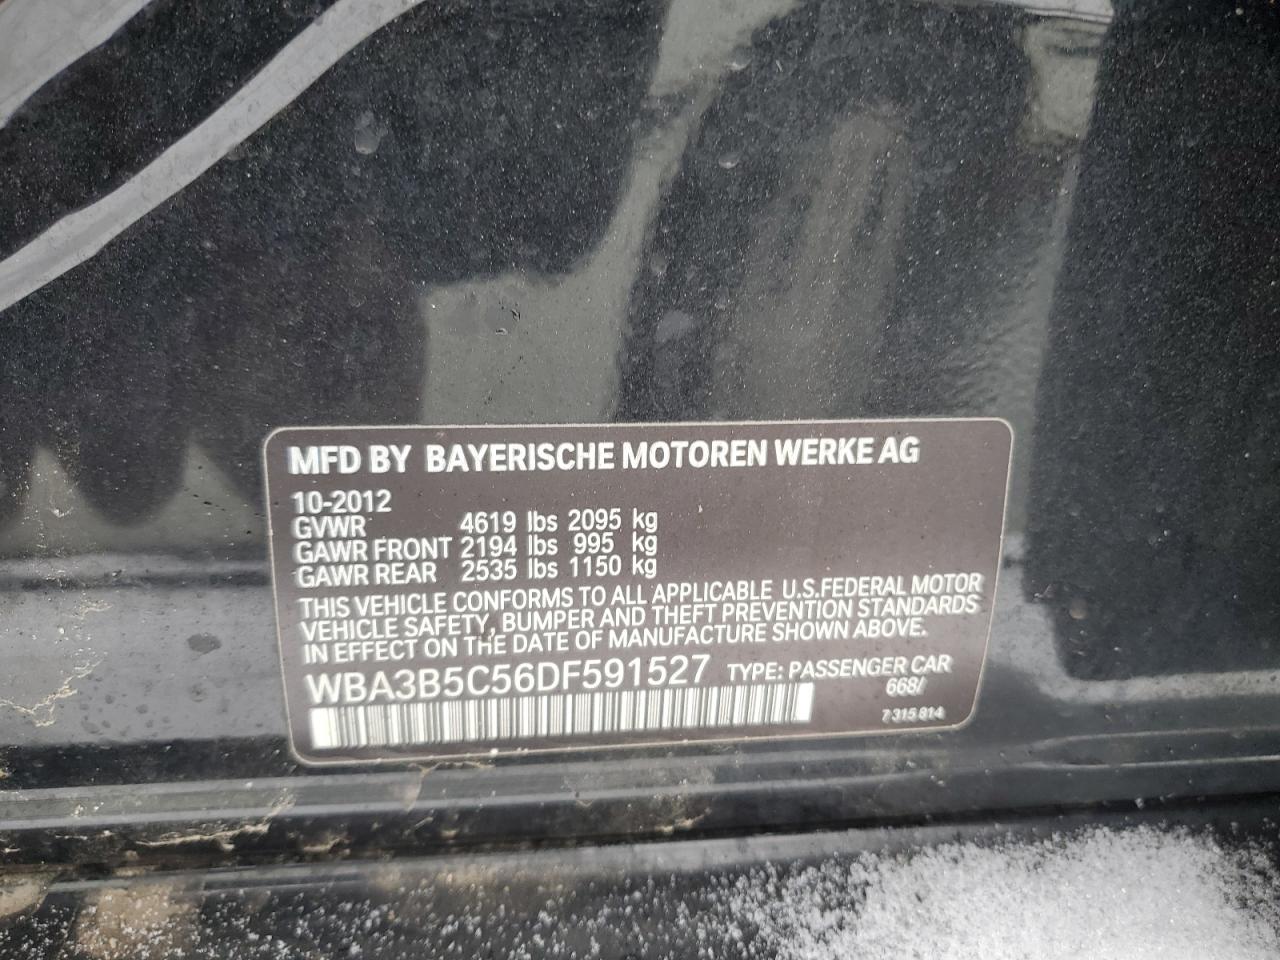 MFD BY BAYERISCHE MOTOREN WERKE AG
10-2012
GVWR 4619 lbs 2095 kg
GAWR FRONT 2194 lbs 995 kg
GAWR REAR 2535 lbs 1150 kg
THIS VEHICLE CONFORMS TO ALL APPLICABLE U.S.FEDERAL MOTOR
VEHICLE SAFETY, BUMPER AND THEFT PREVENTION STANDARDS
IN EFFECT ON THE DATE OF MANUFACTURE SHOWN ABOVE.
WBA3B5C56DF591527 TYPE: PASSENGER CAR
668/
7 315 814